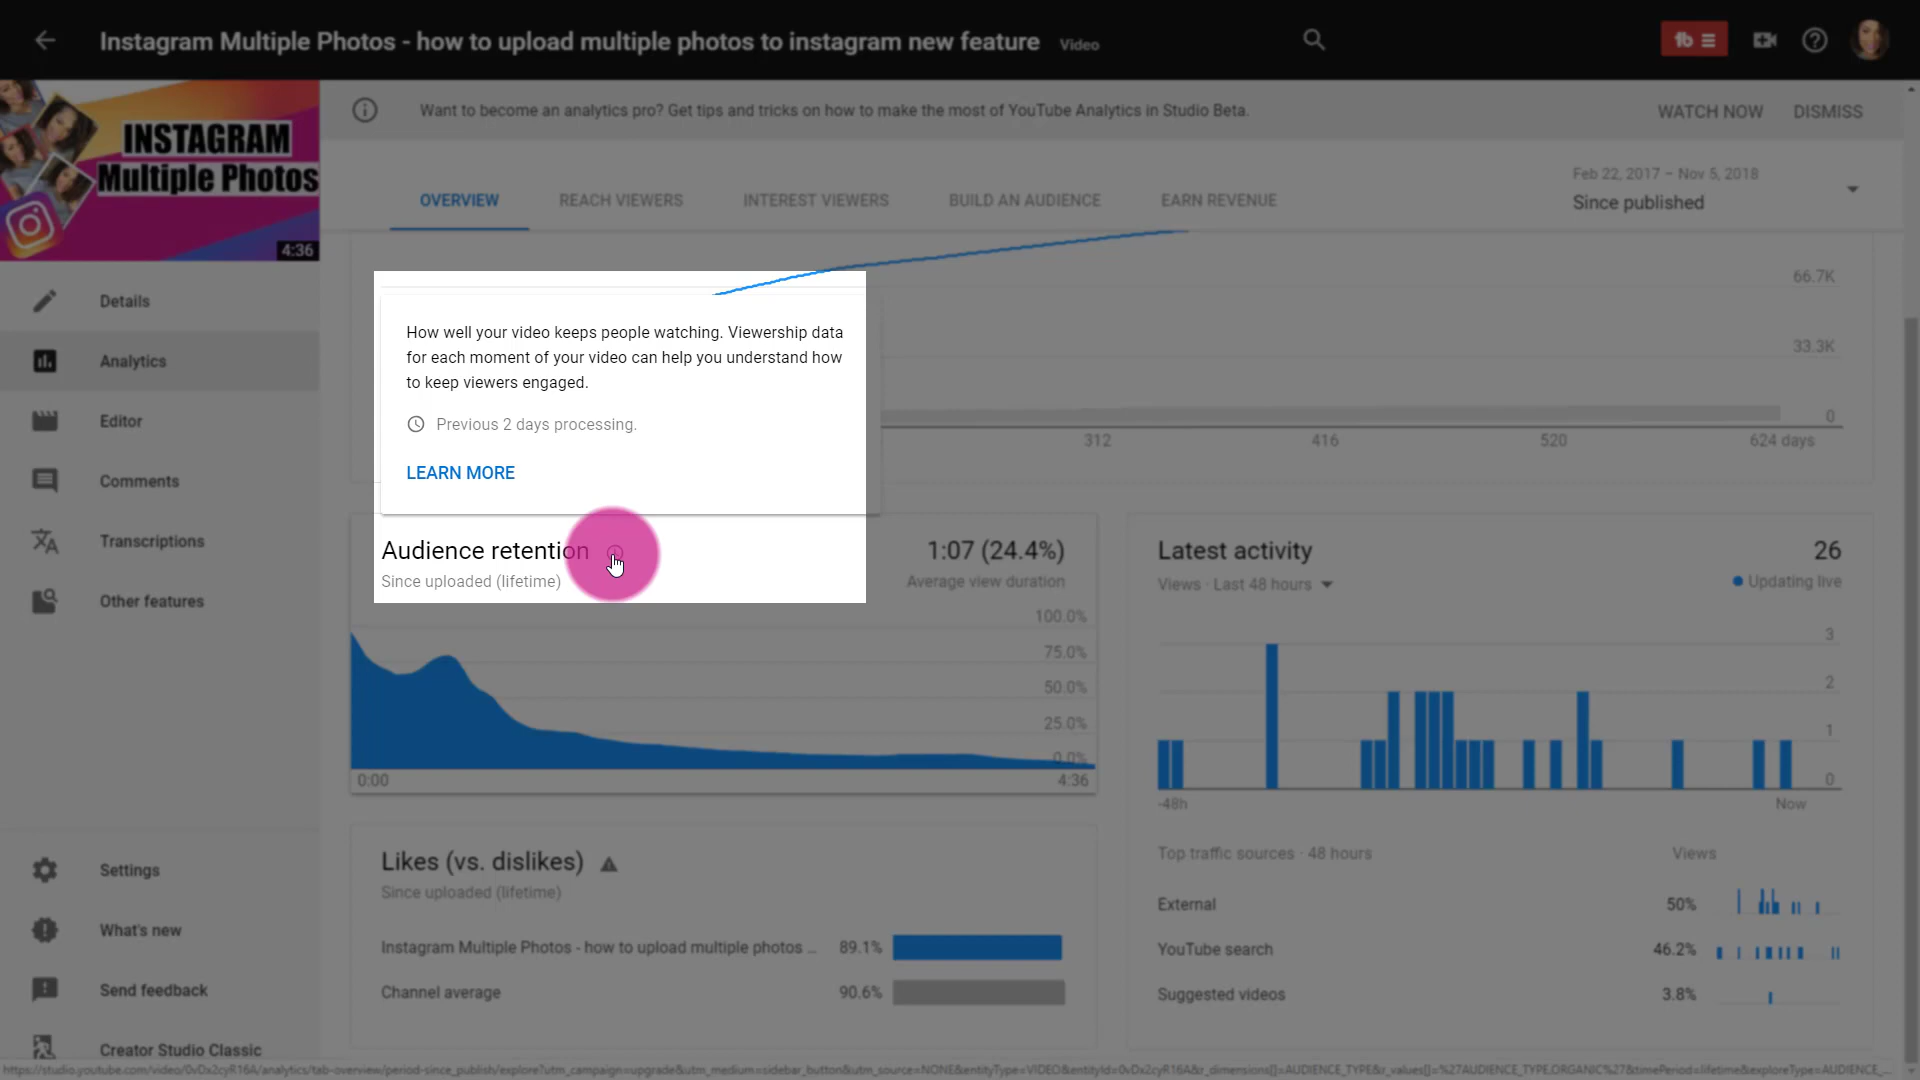 Instagram Multiple Photos - how to upload multiple photos to instagram new feature Video
INSTAGRAM
Multiple Photos
4:36
Want to become an analytics pro? Get tips and tricks on how to make the most of YouTube Analytics in Studio Beta.
WATCH NOW DISMISS
OVERVIEW REACH VIEWERS INTEREST VIEWERS BUILD AN AUDIENCE EARN REVENUE
Feb 22, 2017 – Nov 5, 2018
Since published
Details
Analytics
Editor
Comments
Transcriptions
Other features
Settings
What's new
Send feedback
Creator Studio Classic
66.7K
33.3K
0
312 416 520 624 days
How well your video keeps people watching. Viewership data
for each moment of your video can help you understand how
to keep viewers engaged.
Previous 2 days processing.
LEARN MORE
Audience retention 1:07 (24.4%)
Since uploaded (lifetime) Average view duration
100.0%
75.0%
50.0%
25.0%
0.0%
0:00 4:36
Latest activity 26
Views · Last 48 hours Updating live
3
2
1
0
-48h Now
Likes (vs. dislikes)
Since uploaded (lifetime)
Instagram Multiple Photos - how to upload multiple photos ... 89.1%
Channel average 90.6%
Top traffic sources · 48 hours Views
External 50%
YouTube search 46.2%
Suggested videos 3.8%